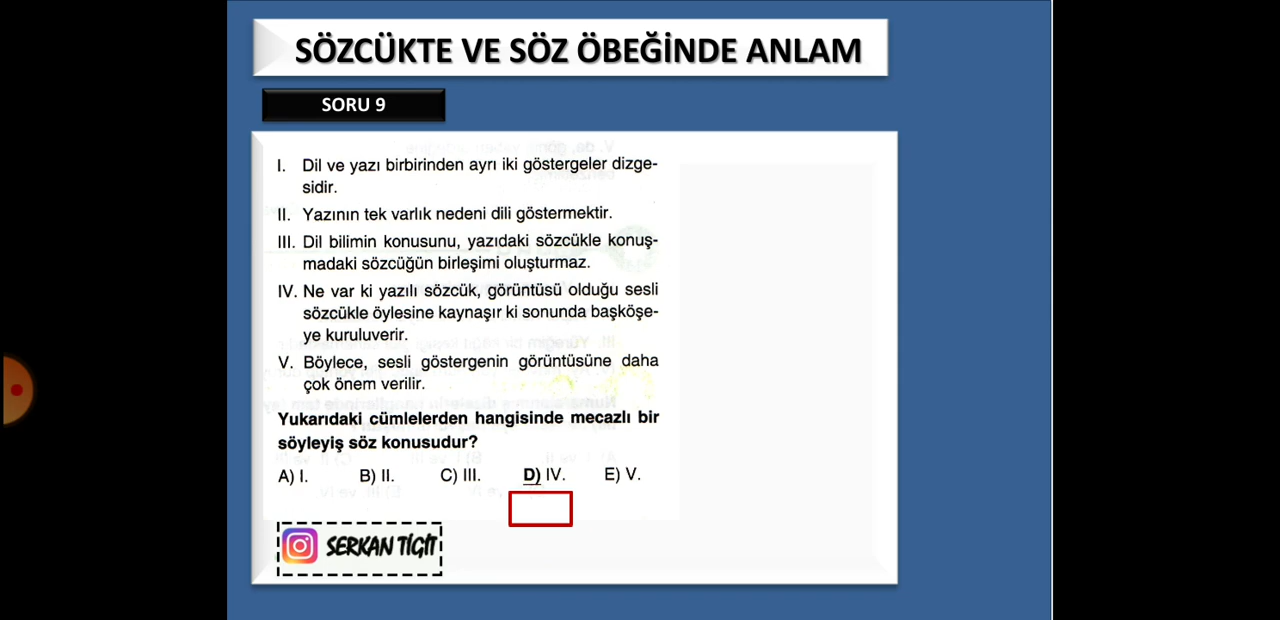 SÖZCÜKTE VE SÖZ ÖBEĞİNDE ANLAM
SORU 9
I. Dil ve yazı birbirinden ayrı iki göstergeler dizge-
sidir.
II. Yazının tek varlık nedeni dili göstermektir.
III. Dil bilimin konusunu, yazıdaki sözcükle konuş-
madaki sözcüğün birleşimi oluşturmaz.
IV. Ne var ki yazılı sözcük, görüntüsü olduğu sesli
sözcükle öylesine kaynaşır ki sonunda başköşe-
ye kuruluverir.
V. Böylece, sesli göstergenin görüntüsüne daha
çok önem verilir.
Yukarıdaki cümlelerden hangisinde mecazlı bir
söyleyiş söz konusudur?
A) I. B) II. C) III. D) IV. E) V.
SERKAN TİGİT